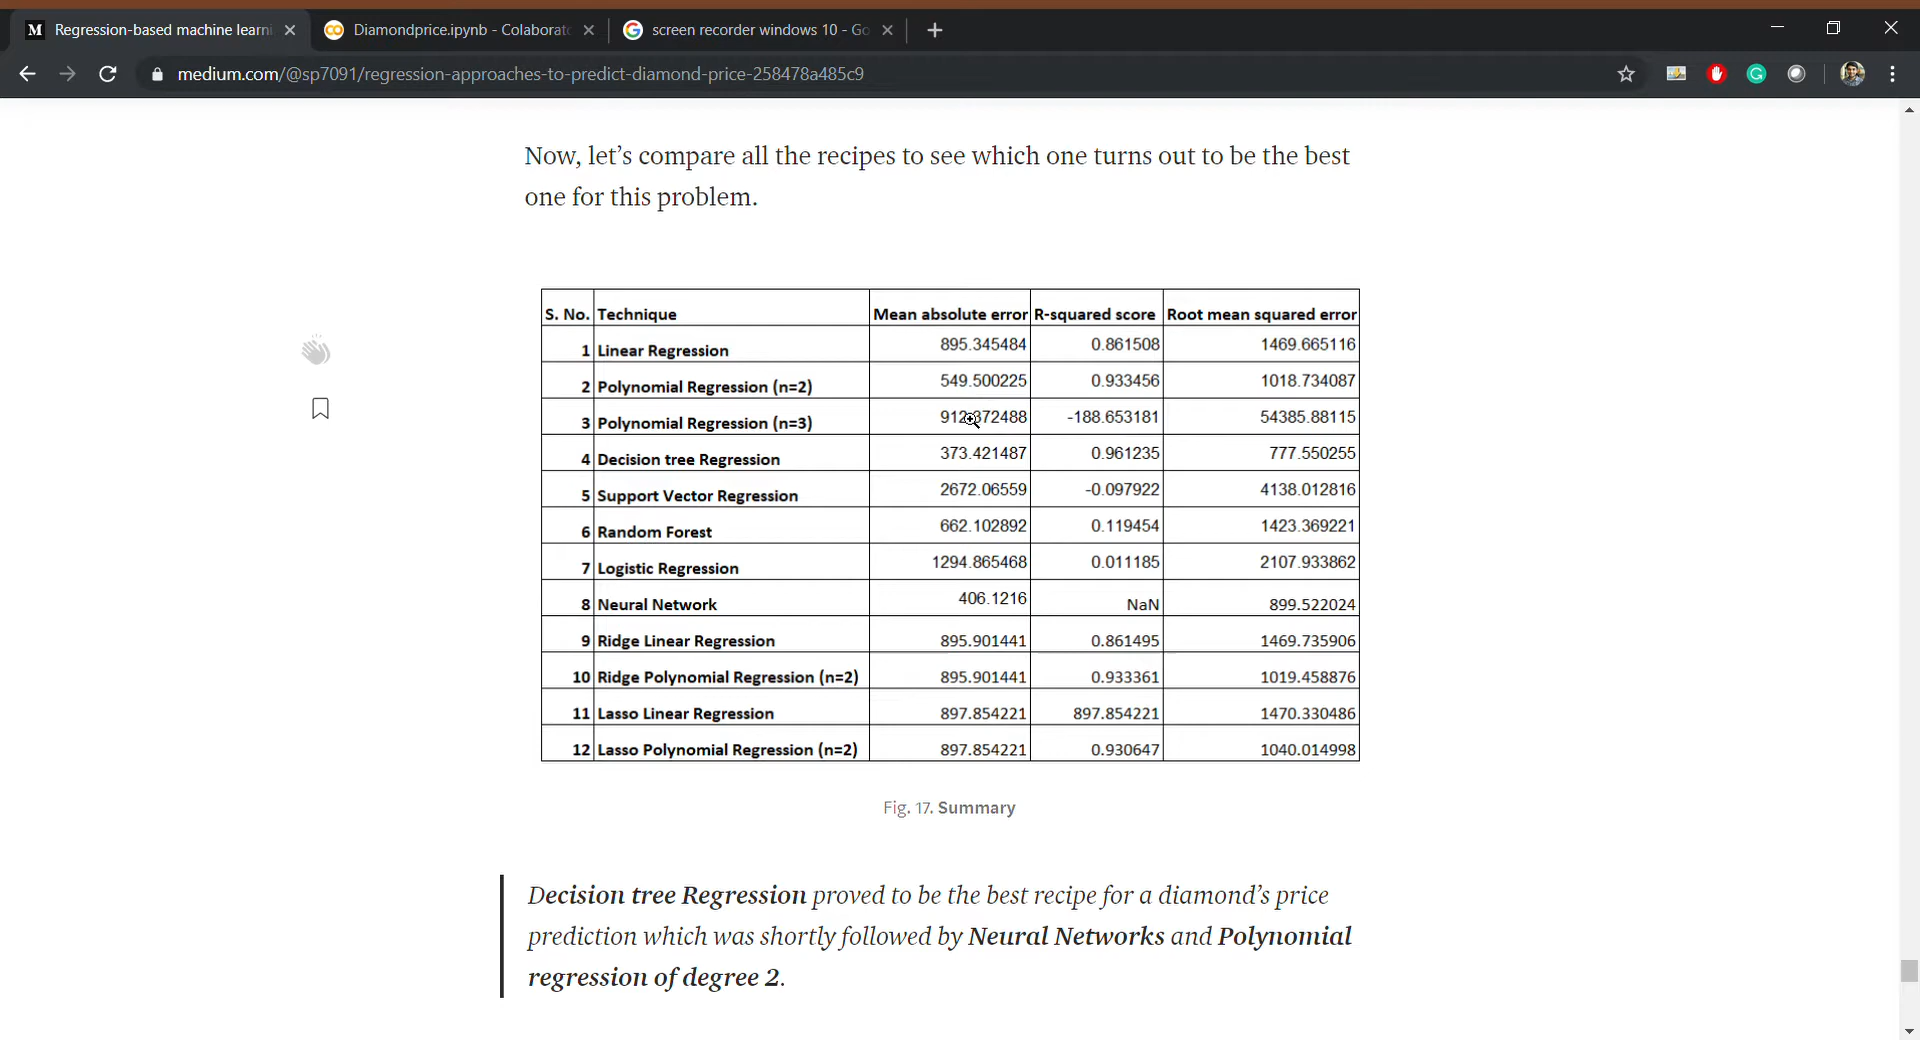 Regression-based machine learni
Diamondprice.ipynb - Colaborato
screen recorder windows 10 - Go
medium.com/@sp7091/regression-approaches-to-predict-diamond-price-258478a485c9
Now, let’s compare all the recipes to see which one turns out to be the best
one for this problem.
S. No. Technique Mean absolute error R-squared score Root mean squared error
1 Linear Regression 895.345484 0.861508 1469.665116
2 Polynomial Regression (n=2) 549.500225 0.933456 1018.734087
3 Polynomial Regression (n=3) 912.372488 -188.653181 54385.88115
4 Decision tree Regression 373.421487 0.961235 777.550255
5 Support Vector Regression 2672.06559 -0.097922 4138.012816
6 Random Forest 662.102892 0.119454 1423.369221
7 Logistic Regression 1294.865468 0.011185 2107.933862
8 Neural Network 406.1216 NaN 899.522024
9 Ridge Linear Regression 895.901441 0.861495 1469.735906
10 Ridge Polynomial Regression (n=2) 895.901441 0.933361 1019.458876
11 Lasso Linear Regression 897.854221 897.854221 1470.330486
12 Lasso Polynomial Regression (n=2) 897.854221 0.930647 1040.014998
Fig. 17. Summary
Decision tree Regression proved to be the best recipe for a diamond’s price
prediction which was shortly followed by Neural Networks and Polynomial
regression of degree 2.